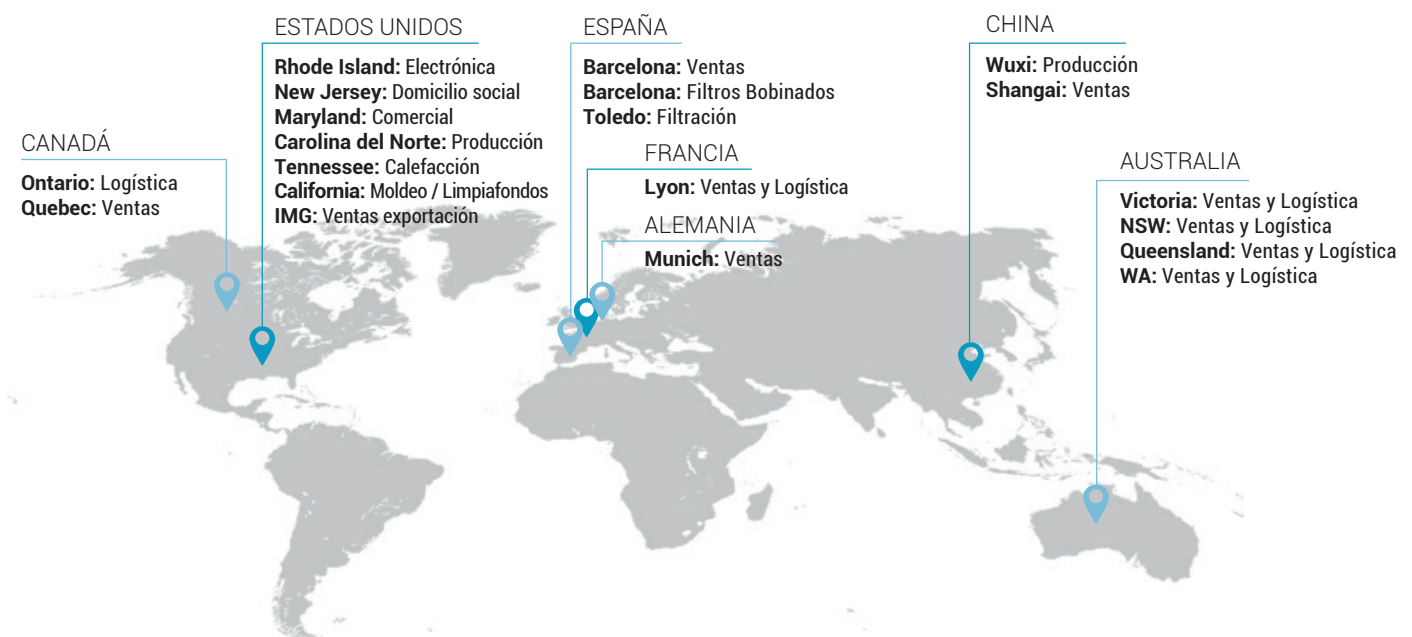 CANADÁ
Ontario: Logística
Quebec: Ventas
ESTADOS UNIDOS
Rhode Island: Electrónica
New Jersey: Domicilio social
Maryland: Comercial
Carolina del Norte: Producción
Tennessee: Calefacción
California: Moldeo / Limpiafondos
IMG: Ventas exportación
ESPAÑA
Barcelona: Ventas
Barcelona: Filtros Bobinados
Toledo: Filtración
FRANCIA
Lyon: Ventas y Logística
ALEMANIA
Munich: Ventas
CHINA
Wuxi: Producción
Shangai: Ventas
AUSTRALIA
Victoria: Ventas y Logística
NSW: Ventas y Logística
Queensland: Ventas y Logística
WA: Ventas y Logística